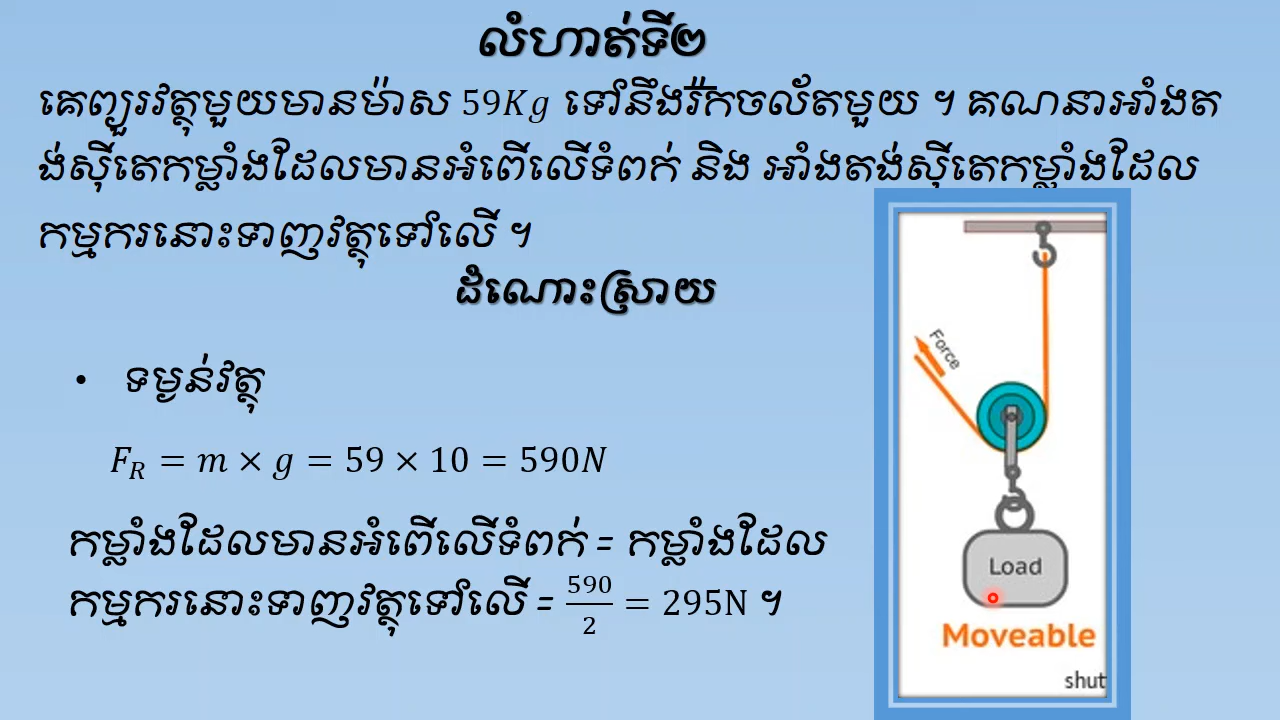 លំហាត់ទី២
គេព្យួរវត្ថុមួយមានម៉ាស 59Kg ទៅនឹងរ៉កចល័តមួយ ។ គណនាអាំងត
ង់ស៊ីតេកម្លាំងដែលមានអំពើលើទំពក់ និង អាំងតង់ស៊ីតេកម្លាំងដែល
កម្មករនោះទាញវត្ថុទៅលើ ។
ដំណោះស្រាយ
• ទម្ងន់វត្ថុ
F_R = m × g = 59 × 10 = 590N
កម្លាំងដែលមានអំពើលើទំពក់ = កម្លាំងដែល
កម្មករនោះទាញវត្ថុទៅលើ = 590/2 = 295N ។
Force
Load
Moveable
shut